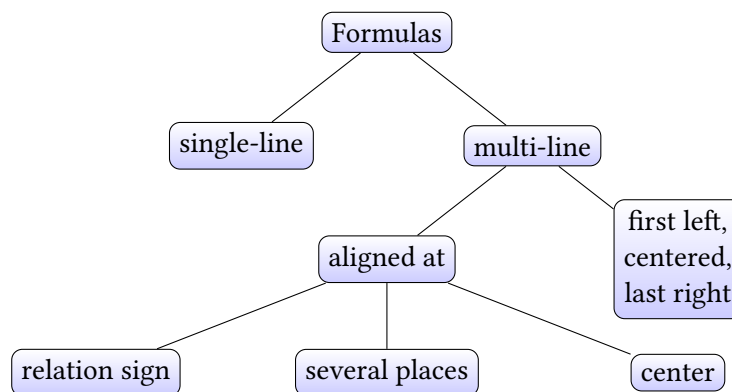 Formulas
single-line
multi-line
aligned at
first left,
centered,
last right
relation sign
several places
center